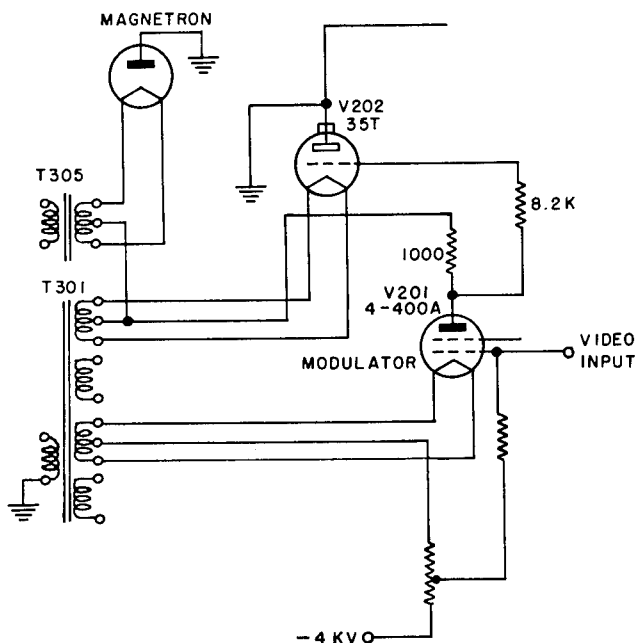 MAGNETRON
V202
35T
T305
8.2K
1000
T301
V201
4-400A
MODULATOR
VIDEO
INPUT
-4 KV